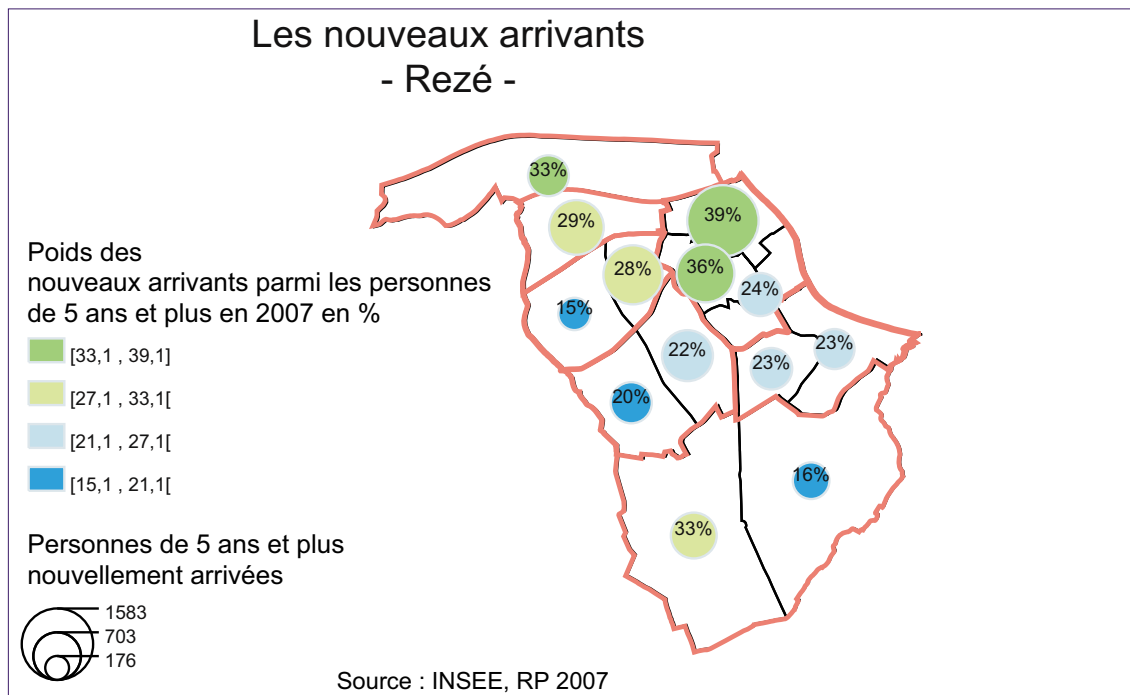 Les nouveaux arrivants
- Rezé -
33%
39%
29%
28%
36%
24%
15%
22%
23%
23%
20%
16%
33%
Poids des
nouveaux arrivants parmi les personnes
de 5 ans et plus en 2007 en %
[33,1 , 39,1]
[27,1 , 33,1[
[21,1 , 27,1[
[15,1 , 21,1[
Personnes de 5 ans et plus
nouvellement arrivées
1583
703
176
Source : INSEE, RP 2007